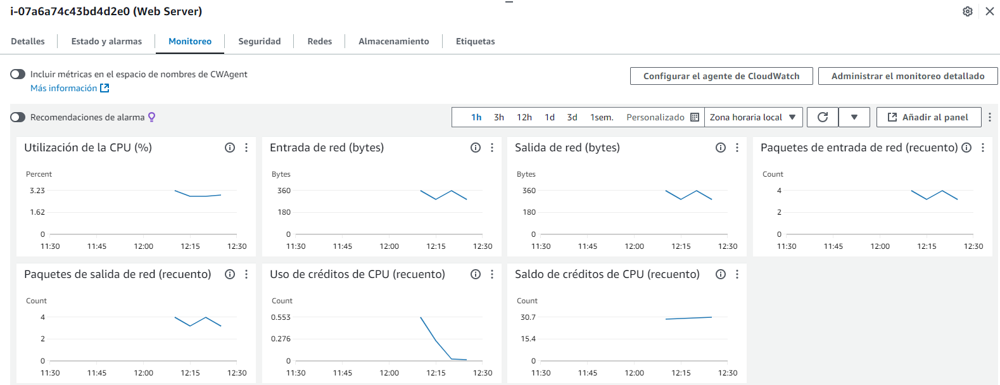 i-07a6a74c43bd4d2e0 (Web Server)
Detalles
Estado y alarmas
Monitoreo
Seguridad
Redes
Almacenamiento
Etiquetas
Incluir métricas en el espacio de nombres de CWAgent
Más información
Configurar el agente de CloudWatch
Administrar el monitoreo detallado
Recomendaciones de alarma
1h
3h
12h
1d
3d
1sem.
Personalizado
Zona horaria local
Añadir al panel
Utilización de la CPU (%)
Percent
3.23
1.62
0
11:30 11:45 12:00 12:15 12:30
Entrada de red (bytes)
Bytes
360
180
0
11:30 11:45 12:00 12:15 12:30
Salida de red (bytes)
Bytes
360
180
0
11:30 11:45 12:00 12:15 12:30
Paquetes de entrada de red (recuento)
Count
4
2
0
11:30 11:45 12:00 12:15 12:30
Paquetes de salida de red (recuento)
Count
4
2
0
11:30 11:45 12:00 12:15 12:30
Uso de créditos de CPU (recuento)
Count
0.553
0.276
0
11:30 11:45 12:00 12:15 12:30
Saldo de créditos de CPU (recuento)
Count
30.7
15.4
0
11:30 11:45 12:00 12:15 12:30